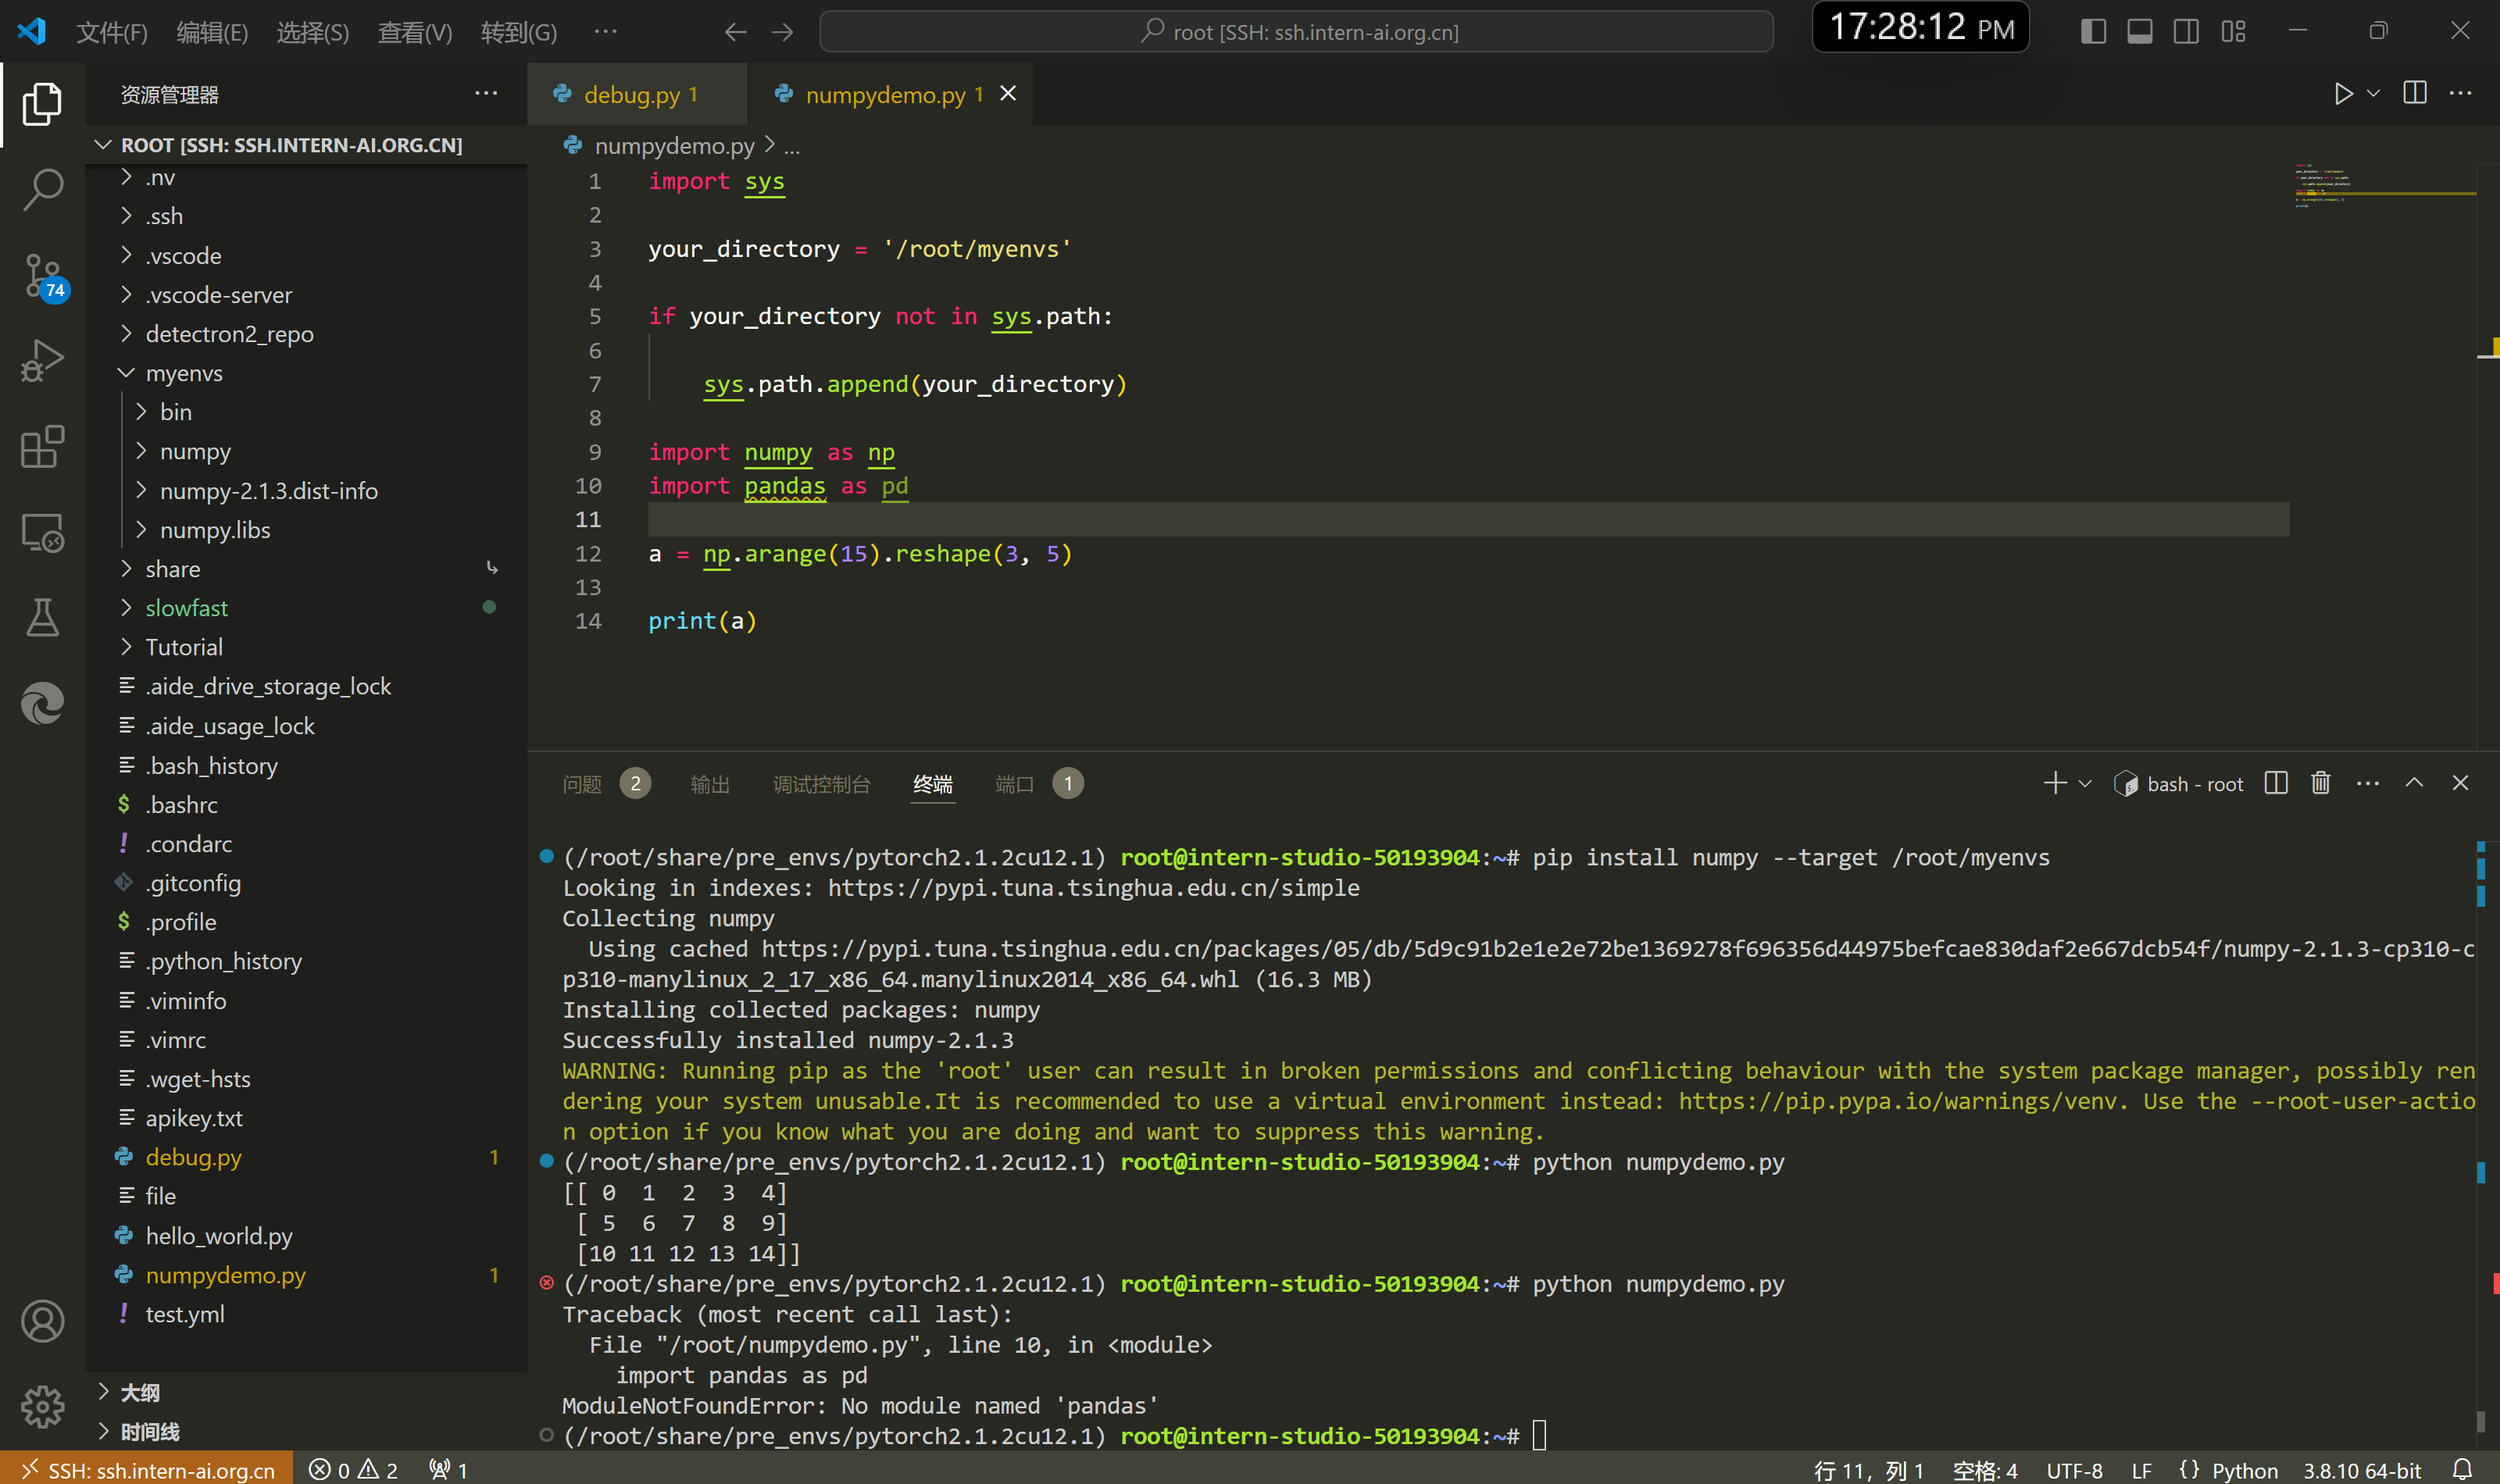 文件(F) 编辑(E) 选择(S) 查看(V) 转到(G) ··· root [SSH: ssh.intern-ai.org.cn] 17:28:12 PM
资源管理器 ···
ROOT [SSH: SSH.INTERN-AI.ORG.CN]
.nv
.ssh
.vscode
.vscode-server
detectron2_repo
myenvs
bin
numpy
numpy-2.1.3.dist-info
numpy.libs
share
slowfast
Tutorial
.aide_drive_storage_lock
.aide_usage_lock
.bash_history
.bashrc
.condarc
.gitconfig
.profile
.python_history
.viminfo
.vimrc
.wget-hsts
apikey.txt
debug.py 1
file
hello_world.py
numpydemo.py 1
test.yml
大纲
时间线
74
debug.py 1 numpydemo.py 1
numpydemo.py > ...
1 import sys
2
3 your_directory = '/root/myenvs'
4
5 if your_directory not in sys.path:
6
7 sys.path.append(your_directory)
8
9 import numpy as np
10 import pandas as pd
11
12 a = np.arange(15).reshape(3, 5)
13
14 print(a)
问题 2 输出 调试控制台 终端 端口 1 bash - root
(/root/share/pre_envs/pytorch2.1.2cu12.1) root@intern-studio-50193904:~# pip install numpy --target /root/myenvs
Looking in indexes: https://pypi.tuna.tsinghua.edu.cn/simple
Collecting numpy
Using cached https://pypi.tuna.tsinghua.edu.cn/packages/05/db/5d9c91b2e1e2e72be1369278f696356d44975befcae830daf2e667dcb54f/numpy-2.1.3-cp310-c
p310-manylinux_2_17_x86_64.manylinux2014_x86_64.whl (16.3 MB)
Installing collected packages: numpy
Successfully installed numpy-2.1.3
WARNING: Running pip as the 'root' user can result in broken permissions and conflicting behaviour with the system package manager, possibly ren
dering your system unusable.It is recommended to use a virtual environment instead: https://pip.pypa.io/warnings/venv. Use the --root-user-actio
n option if you know what you are doing and want to suppress this warning.
(/root/share/pre_envs/pytorch2.1.2cu12.1) root@intern-studio-50193904:~# python numpydemo.py
[[ 0 1 2 3 4]
[ 5 6 7 8 9]
[10 11 12 13 14]]
(/root/share/pre_envs/pytorch2.1.2cu12.1) root@intern-studio-50193904:~# python numpydemo.py
Traceback (most recent call last):
File "/root/numpydemo.py", line 10, in <module>
import pandas as pd
ModuleNotFoundError: No module named 'pandas'
(/root/share/pre_envs/pytorch2.1.2cu12.1) root@intern-studio-50193904:~#
SSH: ssh.intern-ai.org.cn 0 2 1 行 11，列 1 空格: 4 UTF-8 LF {} Python 3.8.10 64-bit